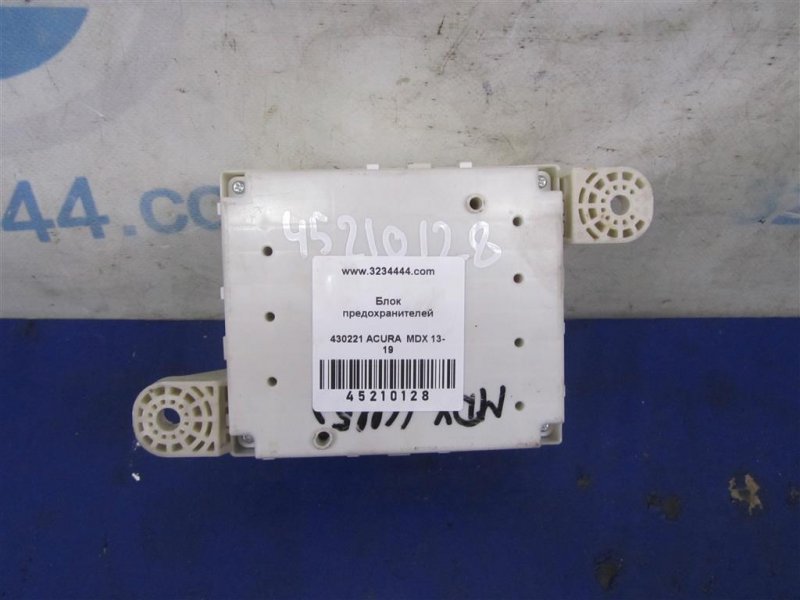 44.co
45210128
www.3234444.com
Блок
предохранителей
430221 ACURA MDX 13-
19
45210128
MDX